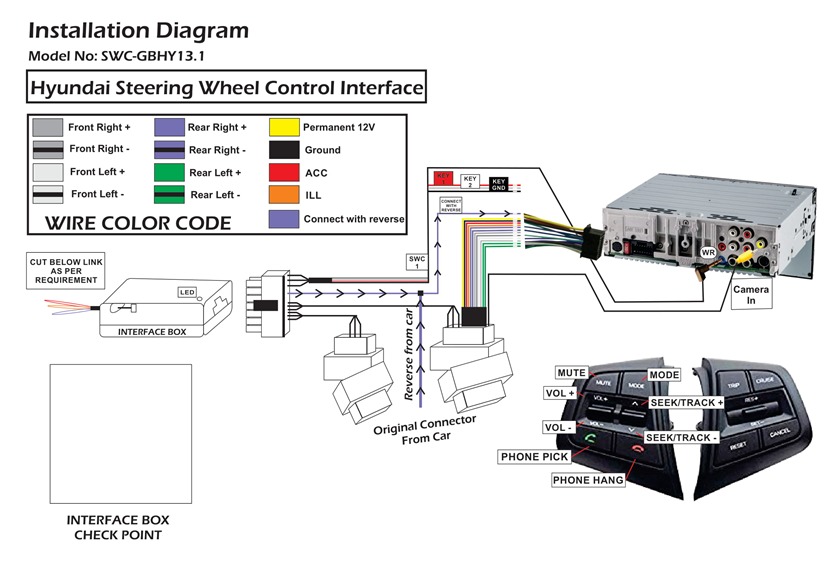 Installation Diagram
Model No: SWC-GBHY13.1
Hyundai Steering Wheel Control Interface
Front Right +
Rear Right +
Permanent 12V
Front Right -
Rear Right -
Ground
Front Left +
Rear Left +
ACC
Front Left -
Rear Left -
ILL
WIRE COLOR CODE
Connect with reverse
KEY
1
KEY
2
KEY
GND
CONNECT
WITH
REVERSE
SWC
1
CUT BELOW LINK
AS PER
REQUIREMENT
LED
INTERFACE BOX
WR
Camera
In
Reverse from car
Original Connector
From Car
INTERFACE BOX
CHECK POINT
MUTE
MODE
VOL +
SEEK/TRACK +
VOL -
SEEK/TRACK -
PHONE PICK
PHONE HANG
MUTE
MODE
VOL+
VOL-
TRIP
CRUISE
RES+
SET-
RESET
CANCEL